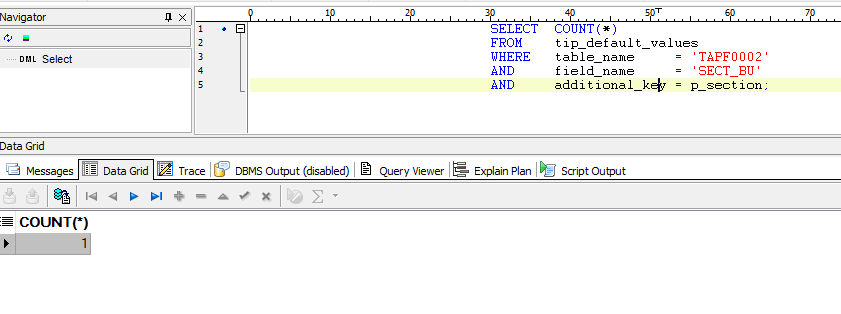 Navigator
DML Select
0 10 20 30 40 50 60 70
1 SELECT COUNT(*)
2 FROM tip_default_values
3 WHERE table_name = 'TAPF0002'
4 AND field_name = 'SECT_BU'
5 AND additional_key = p_section;
Data Grid
Messages Data Grid Trace DBMS Output (disabled) Query Viewer Explain Plan Script Output
COUNT(*)
1